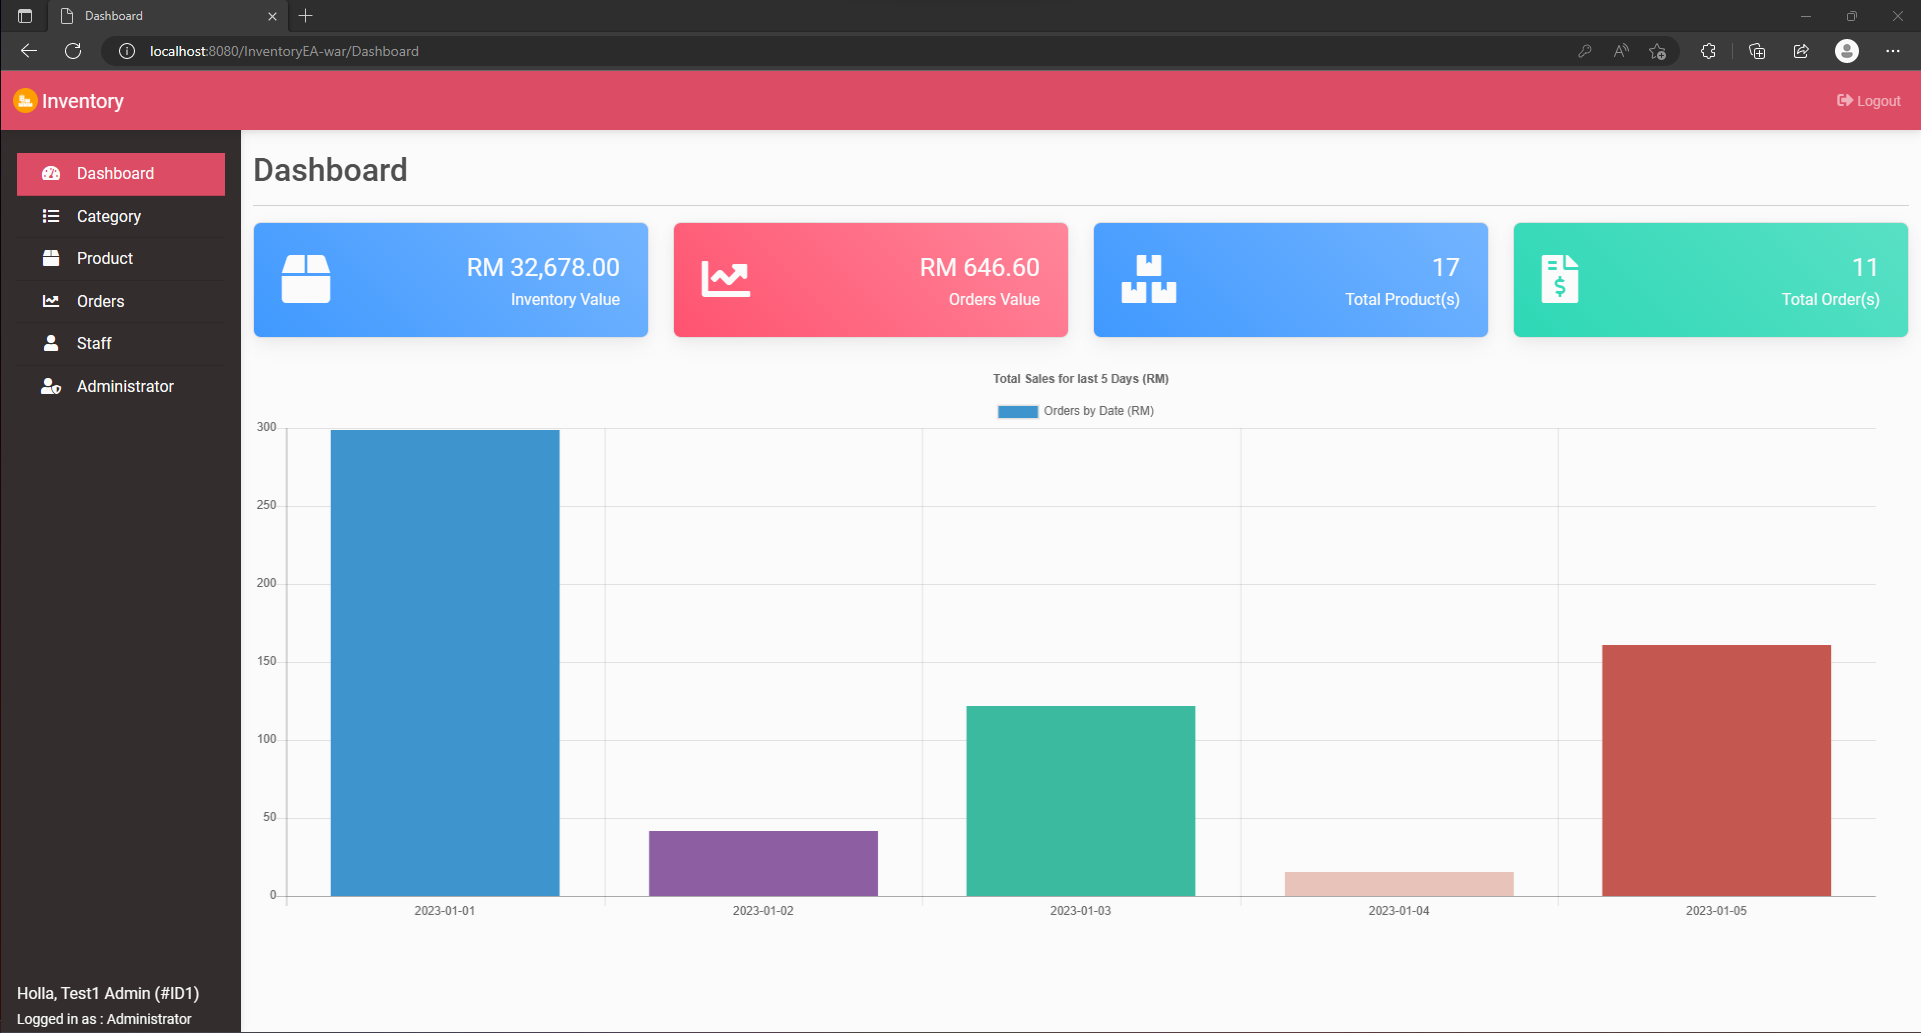 Dashboard
localhost:8080/InventoryEA-war/Dashboard
Inventory
Logout
Dashboard
Category
Product
Orders
Staff
Administrator
Holla, Test1 Admin (#ID1)
Logged in as : Administrator
Dashboard
RM 32,678.00
Inventory Value
RM 646.60
Orders Value
17
Total Product(s)
11
Total Order(s)
Total Sales for last 5 Days (RM)
Orders by Date (RM)
300
250
200
150
100
50
0
2023-01-01 2023-01-02 2023-01-03 2023-01-04 2023-01-05